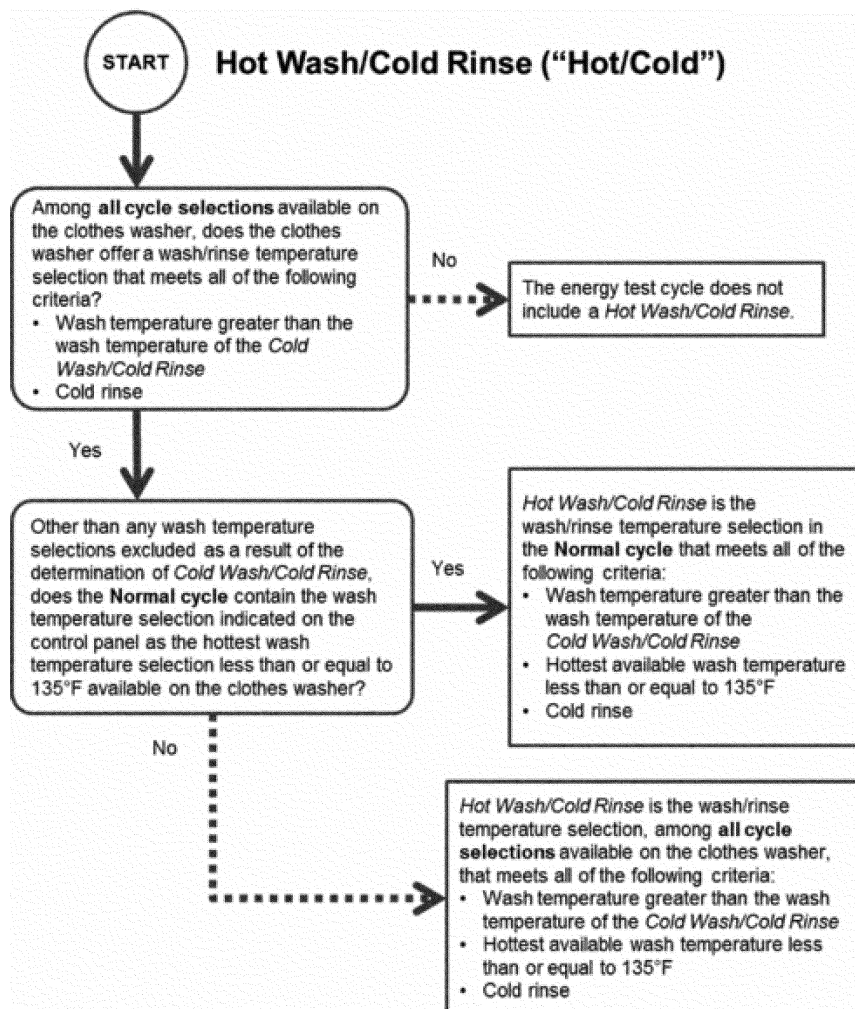 START
Hot Wash/Cold Rinse (“Hot/Cold”)
Among all cycle selections available on
the clothes washer, does the clothes
washer offer a wash/rinse temperature
selection that meets all of the following
criteria?
• Wash temperature greater than the
wash temperature of the Cold
Wash/Cold Rinse
• Cold rinse
No
The energy test cycle does not
include a Hot Wash/Cold Rinse.
Yes
Other than any wash temperature
selections excluded as a result of the
determination of Cold Wash/Cold Rinse,
does the Normal cycle contain the wash
temperature selection indicated on the
control panel as the hottest wash
temperature selection less than or equal to
135°F available on the clothes washer?
Yes
Hot Wash/Cold Rinse is the
wash/rinse temperature selection in
the Normal cycle that meets all of the
following criteria:
• Wash temperature greater than the
wash temperature of the
Cold Wash/Cold Rinse
• Hottest available wash temperature
less than or equal to 135°F
• Cold rinse
No
Hot Wash/Cold Rinse is the wash/rinse
temperature selection, among all cycle
selections available on the clothes washer,
that meets all of the following criteria:
• Wash temperature greater than the wash
temperature of the Cold Wash/Cold Rinse
• Hottest available wash temperature less
than or equal to 135°F
• Cold rinse